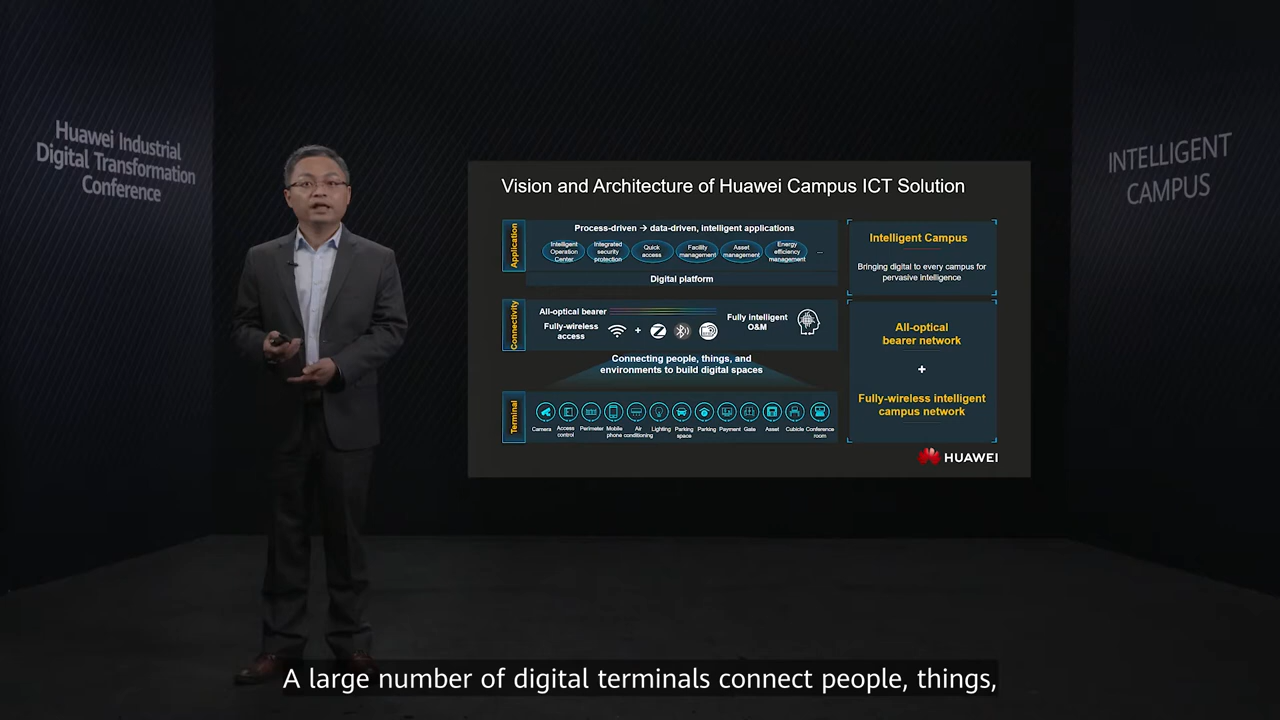 Huawei Industrial
Digital Transformation
Conference
INTELLIGENT
CAMPUS
Vision and Architecture of Huawei Campus ICT Solution
Application
Process-driven → data-driven, intelligent applications
Intelligent
Operation
Center
Integrated
security
protection
Quick
access
Facility
management
Asset
management
Energy
efficiency
management
...
Digital platform
Intelligent Campus
Bringing digital to every campus for
pervasive intelligence
Connectivity
All-optical bearer
Fully-wireless
access
+
Fully intelligent
O&M
Connecting people, things, and
environments to build digital spaces
All-optical
bearer network
+
Fully-wireless intelligent
campus network
Terminal
Camera
Access
control
Perimeter
Mobile
phone
Air
conditioning
Lighting
Parking
space
Parking
Payment
Gate
Asset
Cubicle
Conference
room
HUAWEI
A large number of digital terminals connect people, things,